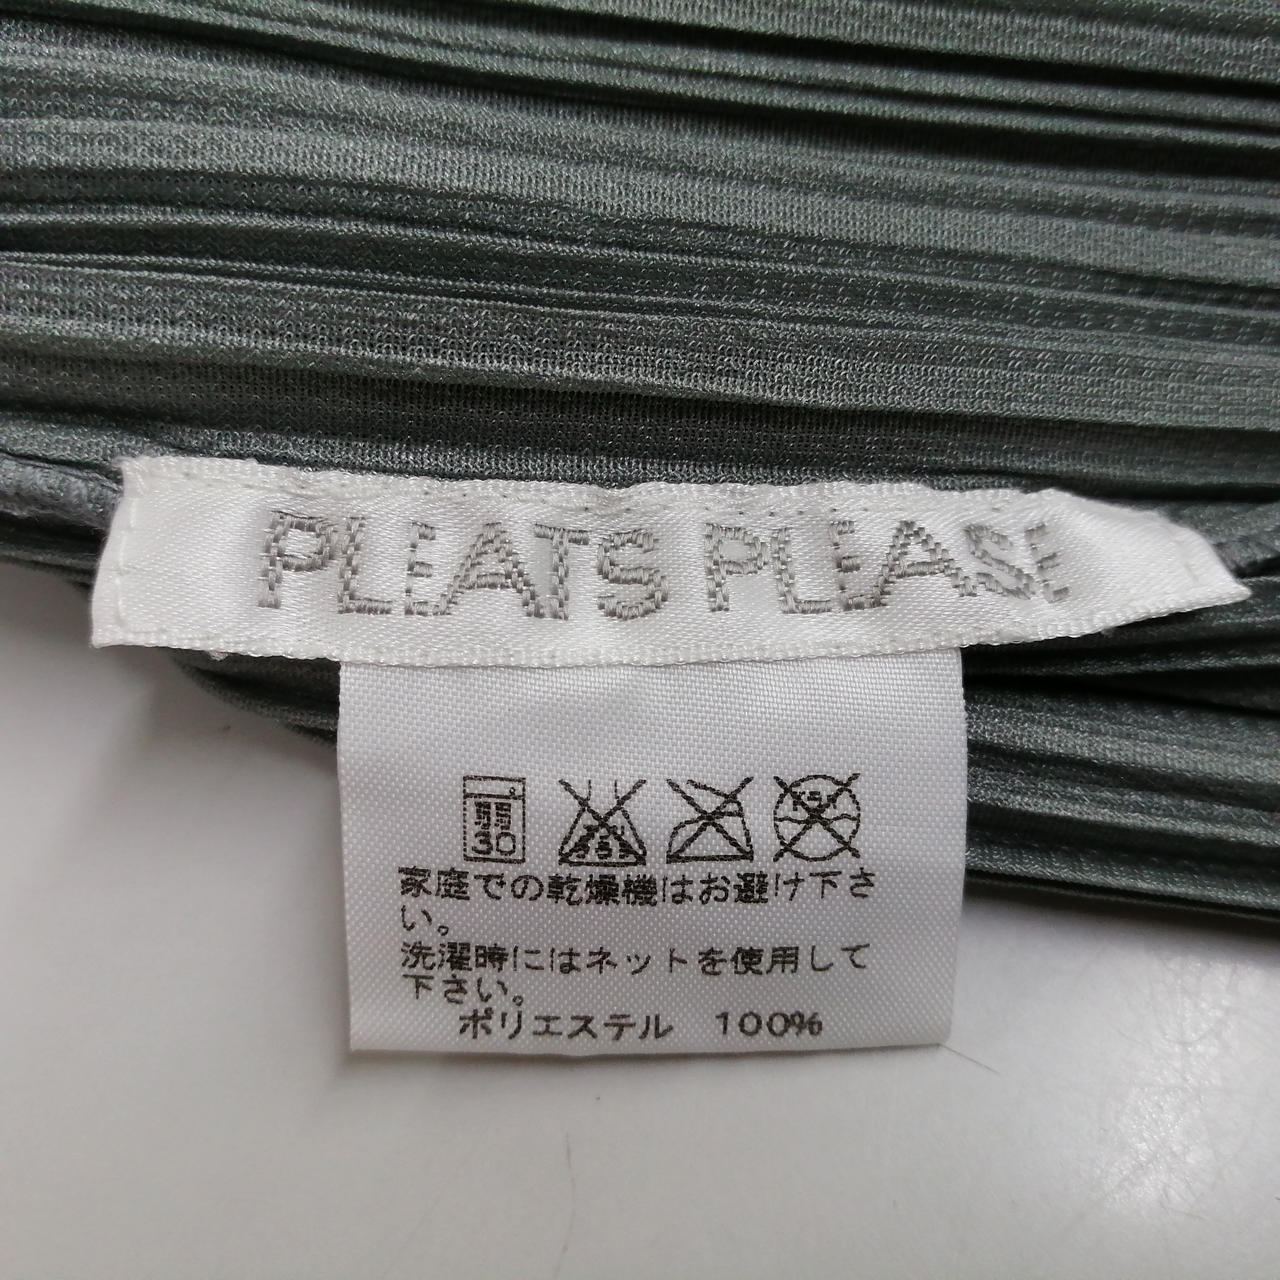 PLEATS PLEASE
弱
30
家庭での乾燥機はお避け下さ
い。
洗濯時にはネットを使用して
下さい。
ポリエステル 100%